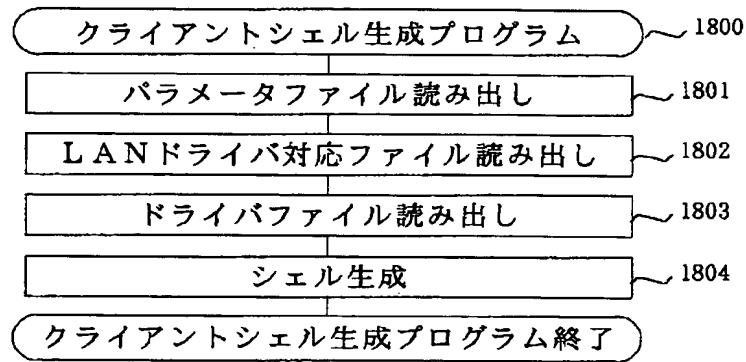 クライアントシェル生成プログラム 1800
パラメータファイル読み出し 1801
LANドライバ対応ファイル読み出し 1802
ドライバファイル読み出し 1803
シェル生成 1804
クライアントシェル生成プログラム終了